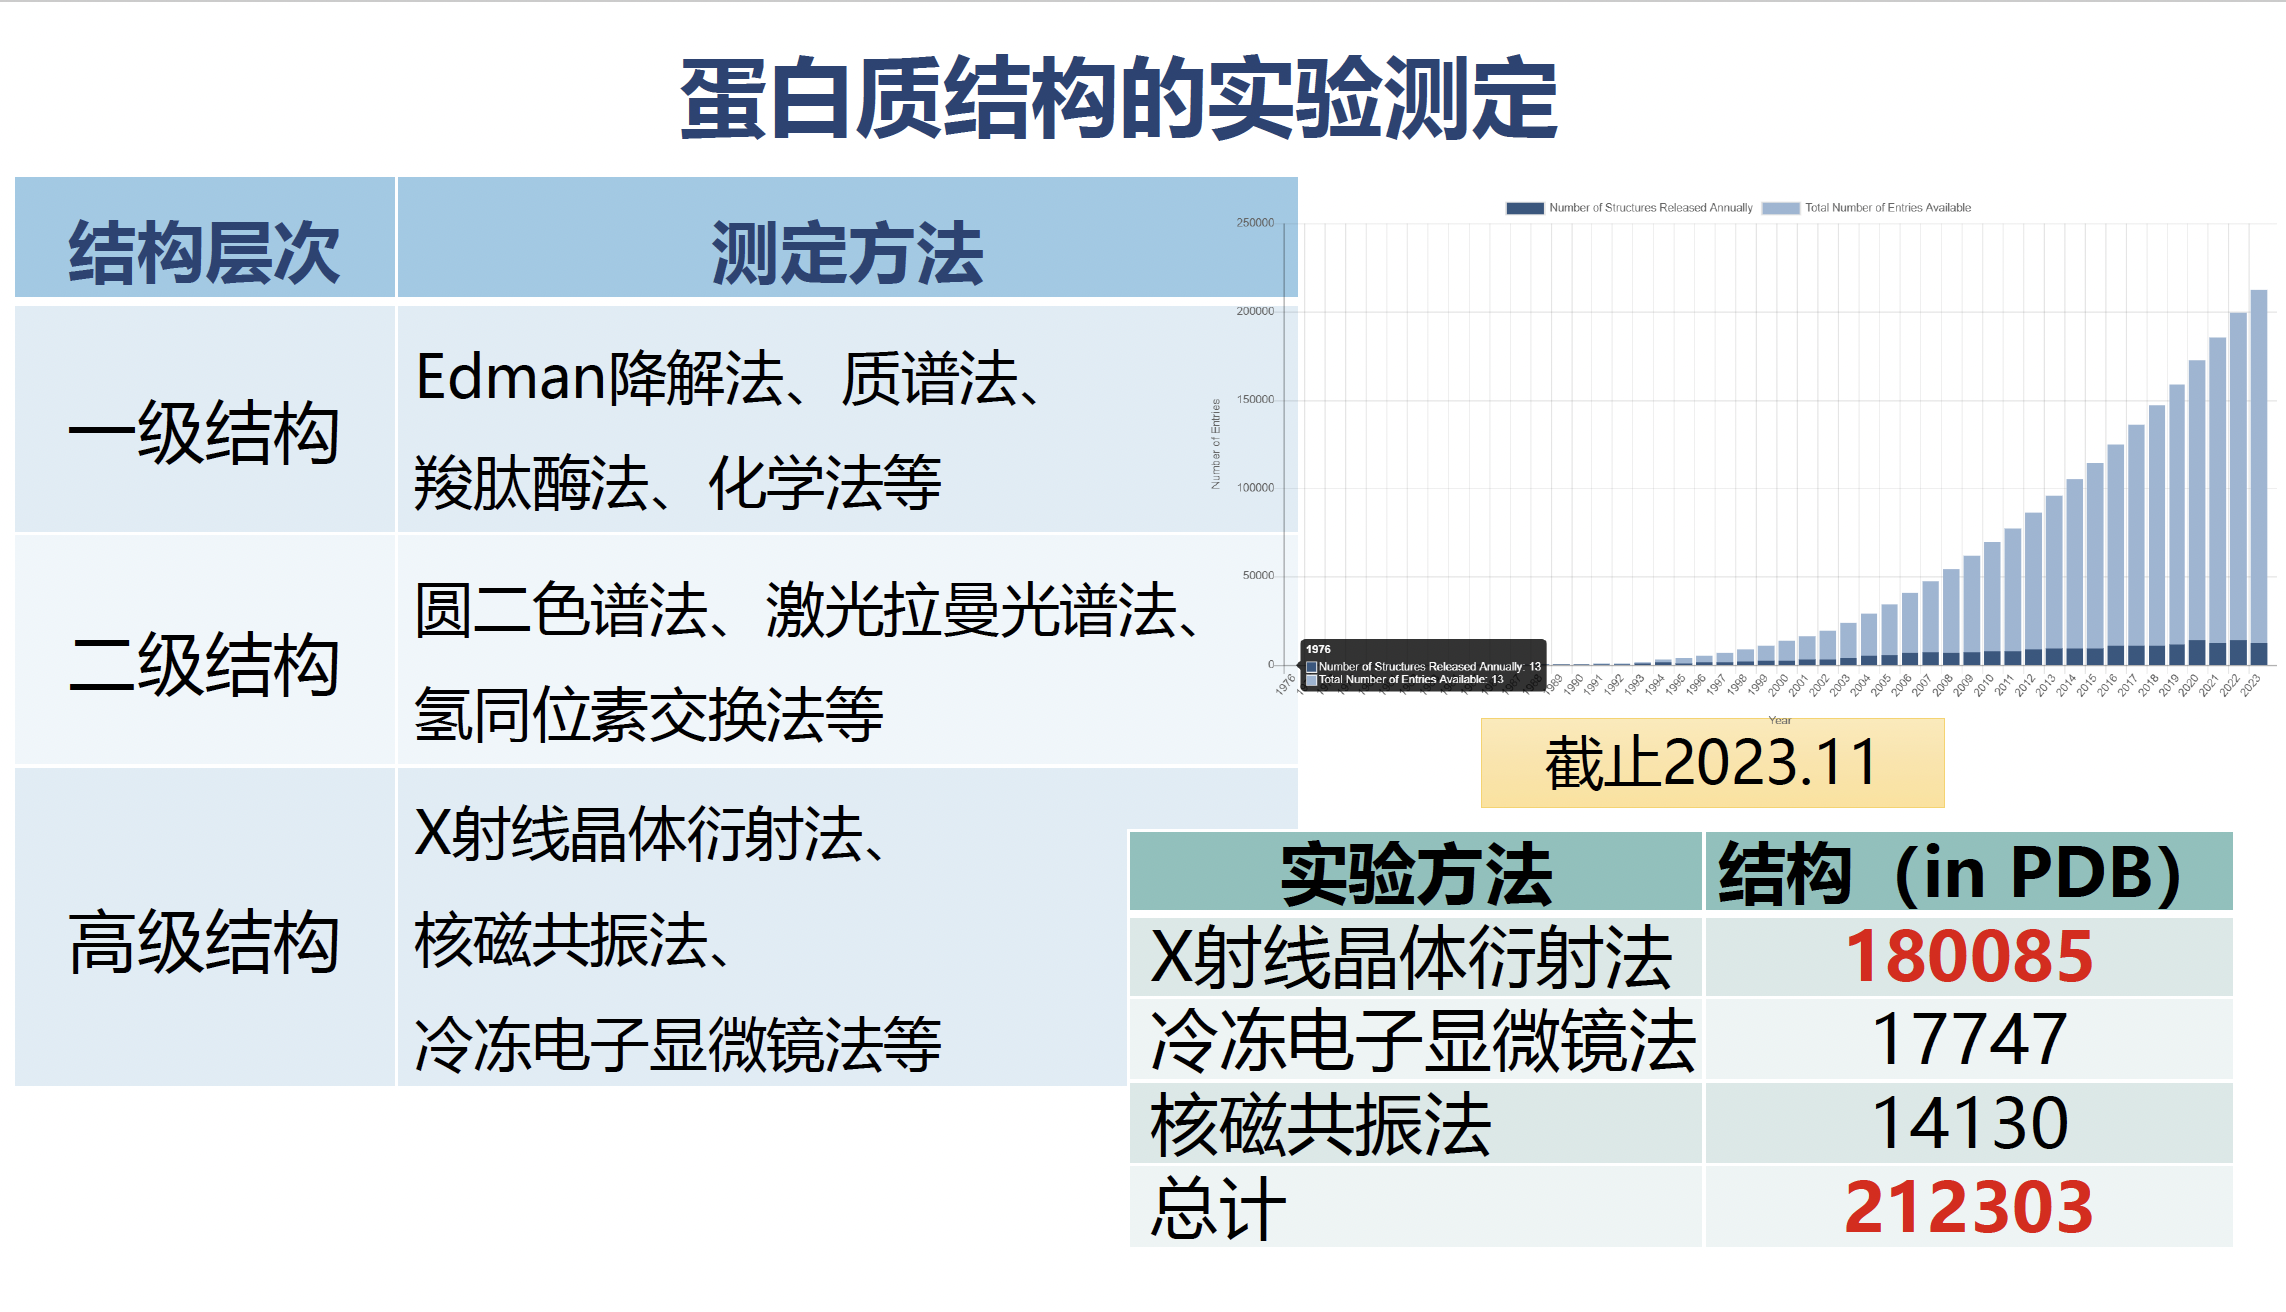 蛋白质结构的实验测定
结构层次
测定方法
一级结构
Edman降解法、质谱法、
羧肽酶法、化学法等
二级结构
圆二色谱法、激光拉曼光谱法、
氢同位素交换法等
高级结构
X射线晶体衍射法、
核磁共振法、
冷冻电子显微镜法等
Number of Structures Released Annually
Total Number of Entries Available
Number of Entries
250000
200000
150000
100000
50000
0
1976
Number of Structures Released Annually: 13
Total Number of Entries Available: 13
1976
1989
1990
1991
1992
1993
1994
1995
1996
1997
1998
1999
2000
2001
2002
2003
2004
2005
2006
2007
2008
2009
2010
2011
2012
2013
2014
2015
2016
2017
2018
2019
2020
2021
2022
2023
Year
截止2023.11
实验方法
结构（in PDB）
X射线晶体衍射法
180085
冷冻电子显微镜法
17747
核磁共振法
14130
总计
212303